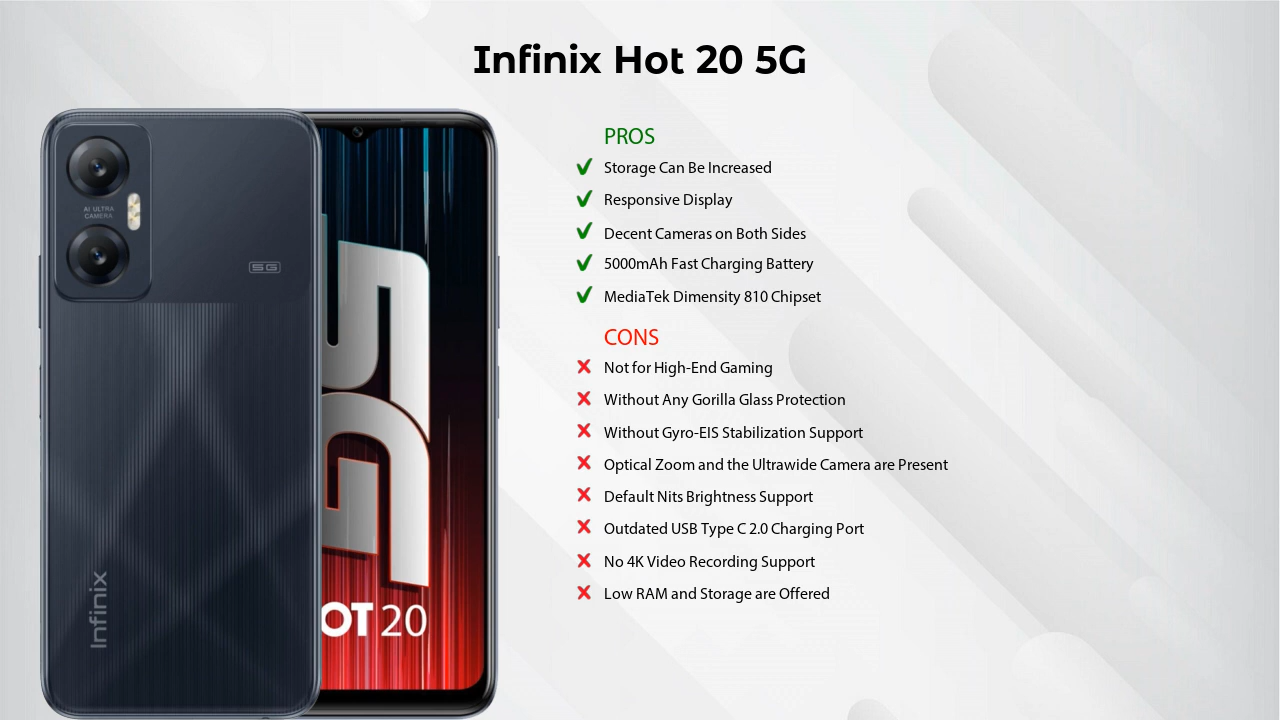 Infinix Hot 20 5G
AI ULTRA
CAMERA
5G
Infinix
5G
OT 20
PROS
Storage Can Be Increased
Responsive Display
Decent Cameras on Both Sides
5000mAh Fast Charging Battery
MediaTek Dimensity 810 Chipset
CONS
Not for High-End Gaming
Without Any Gorilla Glass Protection
Without Gyro-EIS Stabilization Support
Optical Zoom and the Ultrawide Camera are Present
Default Nits Brightness Support
Outdated USB Type C 2.0 Charging Port
No 4K Video Recording Support
Low RAM and Storage are Offered